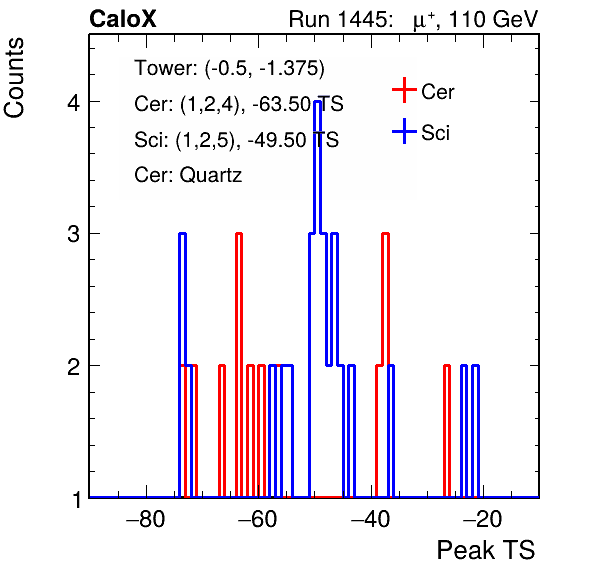 CaloX Run 1445: μ⁺, 110 GeV
Counts
Tower: (-0.5, -1.375)
Cer: (1,2,4), -63.50 TS
Sci: (1,2,5), -49.50 TS
Cer: Quartz
Cer
Sci
4
3
2
1
−80 −60 −40 −20
Peak TS